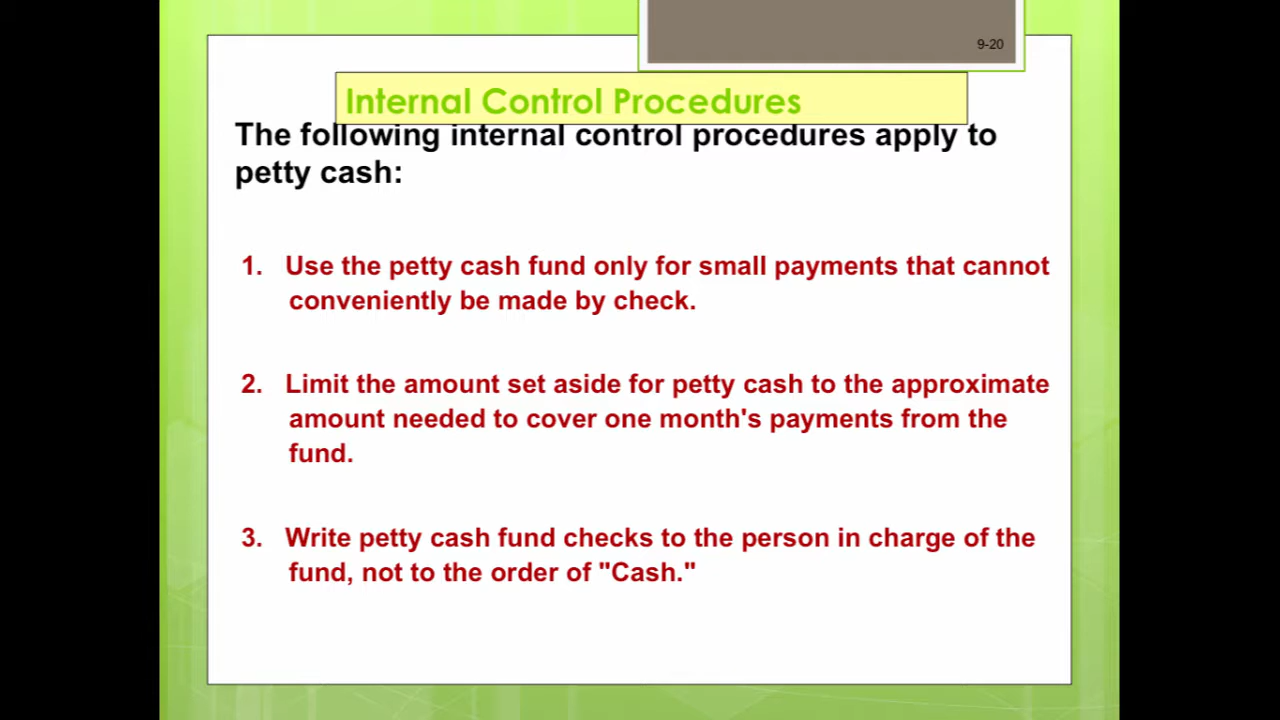 9-20
Internal Control Procedures
The following internal control procedures apply to
petty cash:
1. Use the petty cash fund only for small payments that cannot
conveniently be made by check.
2. Limit the amount set aside for petty cash to the approximate
amount needed to cover one month's payments from the
fund.
3. Write petty cash fund checks to the person in charge of the
fund, not to the order of "Cash."